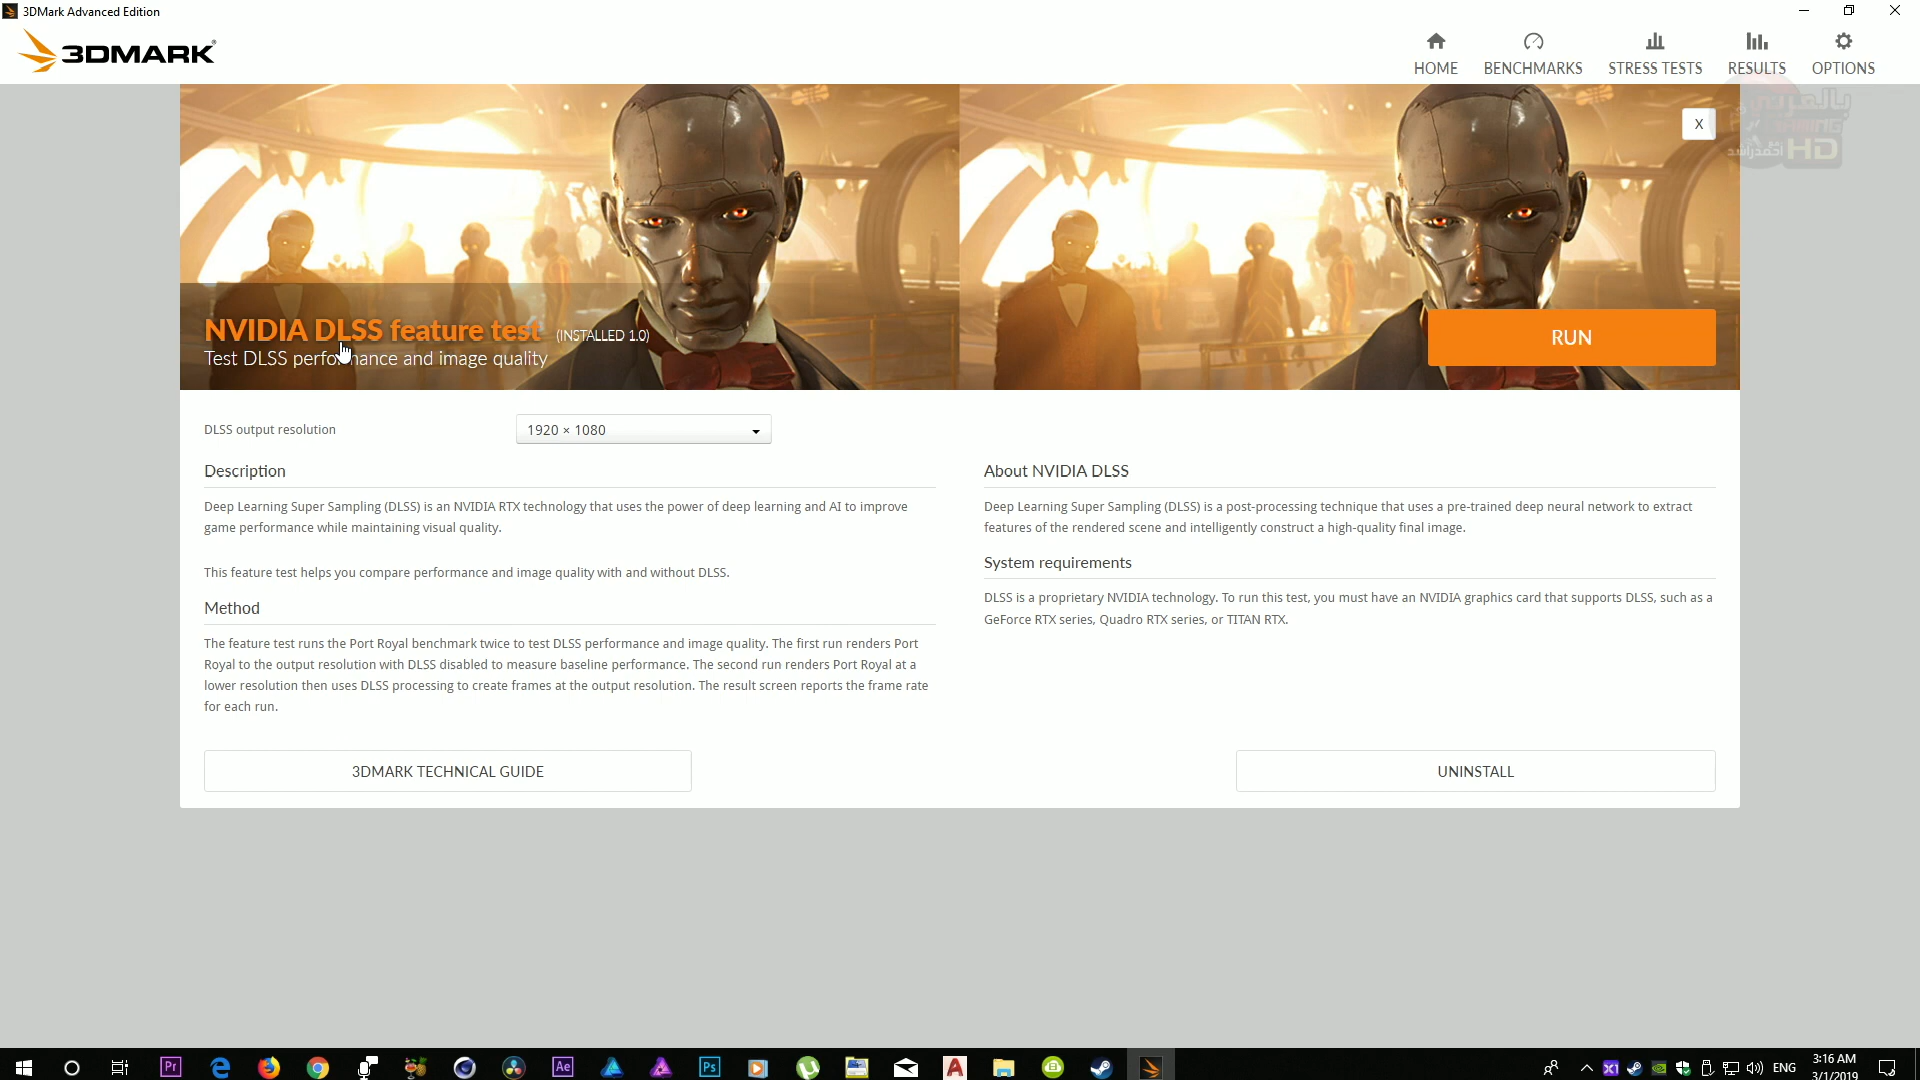 3DMark Advanced Edition
3DMARK
HOME
BENCHMARKS
STRESS TESTS
RESULTS
OPTIONS
بالعربي
GAMING
أحمد راشد HD
X
NVIDIA DLSS feature test (INSTALLED 1.0)
Test DLSS performance and image quality
RUN
DLSS output resolution
1920 × 1080
Description
Deep Learning Super Sampling (DLSS) is an NVIDIA RTX technology that uses the power of deep learning and AI to improve
game performance while maintaining visual quality.
This feature test helps you compare performance and image quality with and without DLSS.
Method
The feature test runs the Port Royal benchmark twice to test DLSS performance and image quality. The first run renders Port
Royal to the output resolution with DLSS disabled to measure baseline performance. The second run renders Port Royal at a
lower resolution then uses DLSS processing to create frames at the output resolution. The result screen reports the frame rate
for each run.
About NVIDIA DLSS
Deep Learning Super Sampling (DLSS) is a post-processing technique that uses a pre-trained deep neural network to extract
features of the rendered scene and intelligently construct a high-quality final image.
System requirements
DLSS is a proprietary NVIDIA technology. To run this test, you must have an NVIDIA graphics card that supports DLSS, such as a
GeForce RTX series, Quadro RTX series, or TITAN RTX.
3DMARK TECHNICAL GUIDE
UNINSTALL
Pr
Ae
Ps
X1
ENG
3:16 AM
3/1/2019